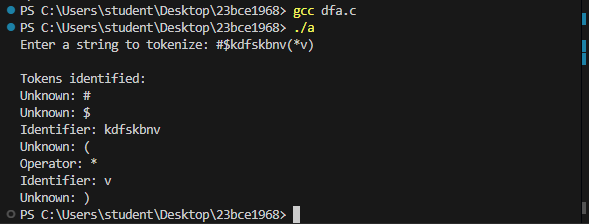 PS C:\Users\student\Desktop\23bce1968> gcc dfa.c
PS C:\Users\student\Desktop\23bce1968> ./a
Enter a string to tokenize: #$kdfskbnv(*v)

Tokens identified:
Unknown: #
Unknown: $
Identifier: kdfskbnv
Unknown: (
Operator: *
Identifier: v
Unknown: )
PS C:\Users\student\Desktop\23bce1968>